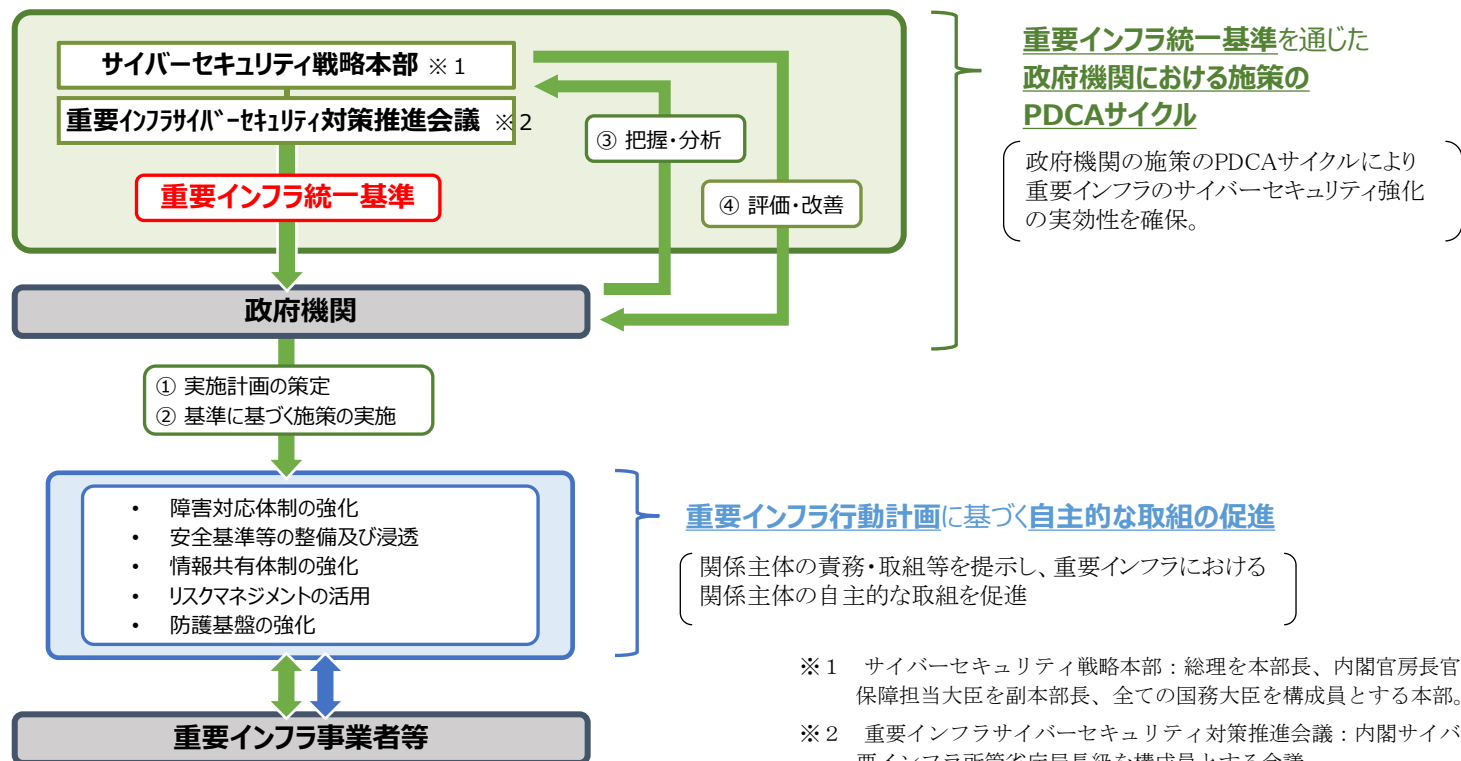 サイバーセキュリティ戦略本部 ※1
重要インフラサイバーセキュリティ対策推進会議 ※2
重要インフラ統一基準
③ 把握・分析
④ 評価・改善
政府機関
① 実施計画の策定
② 基準に基づく施策の実施
・ 障害対応体制の強化
・ 安全基準等の整備及び浸透
・ 情報共有体制の強化
・ リスクマネジメントの活用
・ 防護基盤の強化
重要インフラ事業者等
重要インフラ統一基準を通じた
政府機関における施策の
PDCAサイクル
政府機関の施策のPDCAサイクルにより
重要インフラのサイバーセキュリティ強化
の実効性を確保。
重要インフラ行動計画に基づく自主的な取組の促進
関係主体の責務・取組等を提示し、重要インフラにおける
関係主体の自主的な取組を促進
※1 サイバーセキュリティ戦略本部：総理を本部長、内閣官房長官
保障担当大臣を副本部長、全ての国務大臣を構成員とする本部。
※2 重要インフラサイバーセキュリティ対策推進会議：内閣サイバ